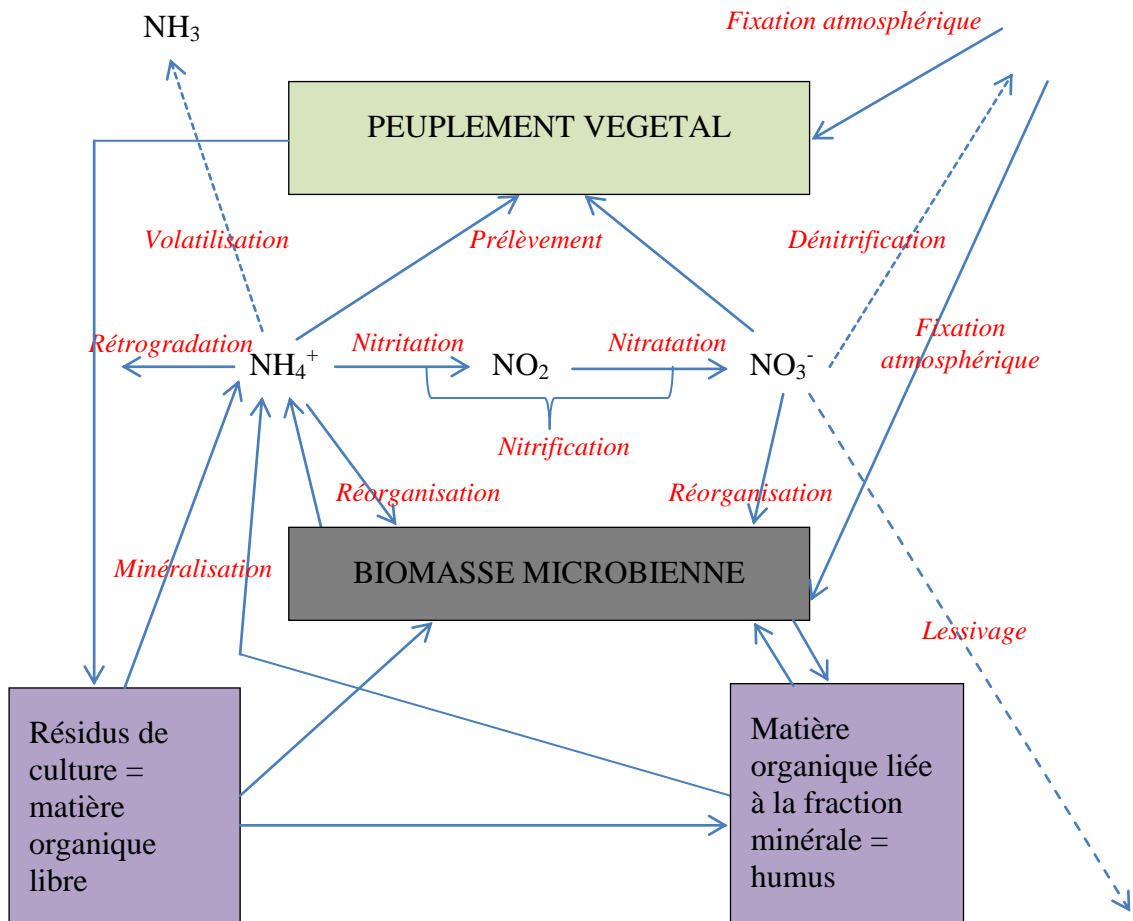 Fixation atmosphérique
NH₃
PEUPLEMENT VEGETAL
Volatilisation
Prélèvement
Dénitrification
Rétrogradation
Nitritation
Nitratation
Fixation
atmosphérique
NH₄⁺
NO₂
NO₃⁻
Nitrification
Réorganisation
Réorganisation
Minéralisation
BIOMASSE MICROBIENNE
Lessivage
Résidus de
culture =
matière
organique
libre
Matière
organique liée
à la fraction
minérale =
humus